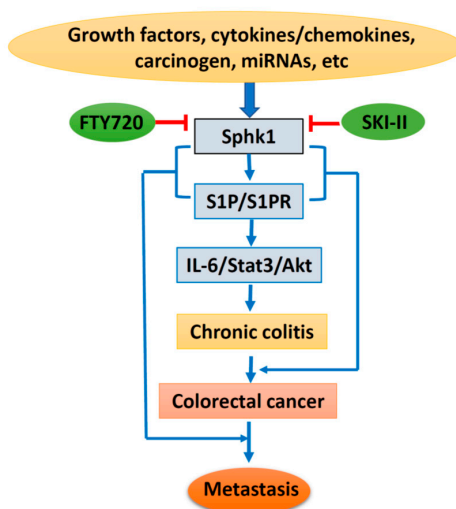 Growth factors, cytokines/chemokines,
carcinogen, miRNAs, etc
FTY720
SKI-II
Sphk1
S1P/S1PR
IL-6/Stat3/Akt
Chronic colitis
Colorectal cancer
Metastasis